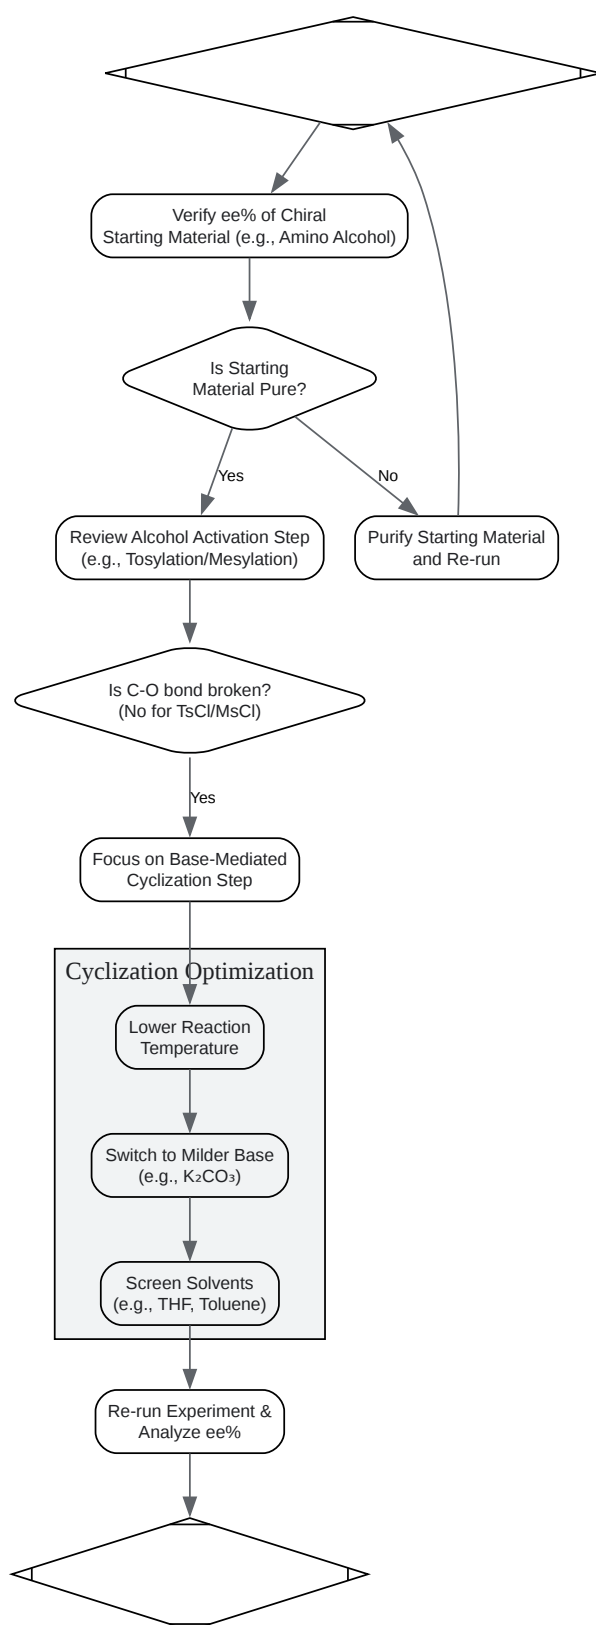 Verify ee% of Chiral
Starting Material (e.g., Amino Alcohol)
Is Starting
Material Pure?
Yes
No
Review Alcohol Activation Step
(e.g., Tosylation/Mesylation)
Purify Starting Material
and Re-run
Is C-O bond broken?
(No for TsCl/MsCl)
Yes
Focus on Base-Mediated
Cyclization Step
Cyclization Optimization
Lower Reaction
Temperature
Switch to Milder Base
(e.g., K₂CO₃)
Screen Solvents
(e.g., THF, Toluene)
Re-run Experiment &
Analyze ee%